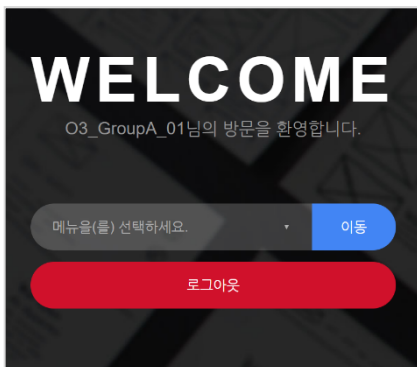 WELCOME
O3_GroupA_01님의 방문을 환영합니다.
메뉴을(를) 선택하세요. ▼ 이동
로그아웃